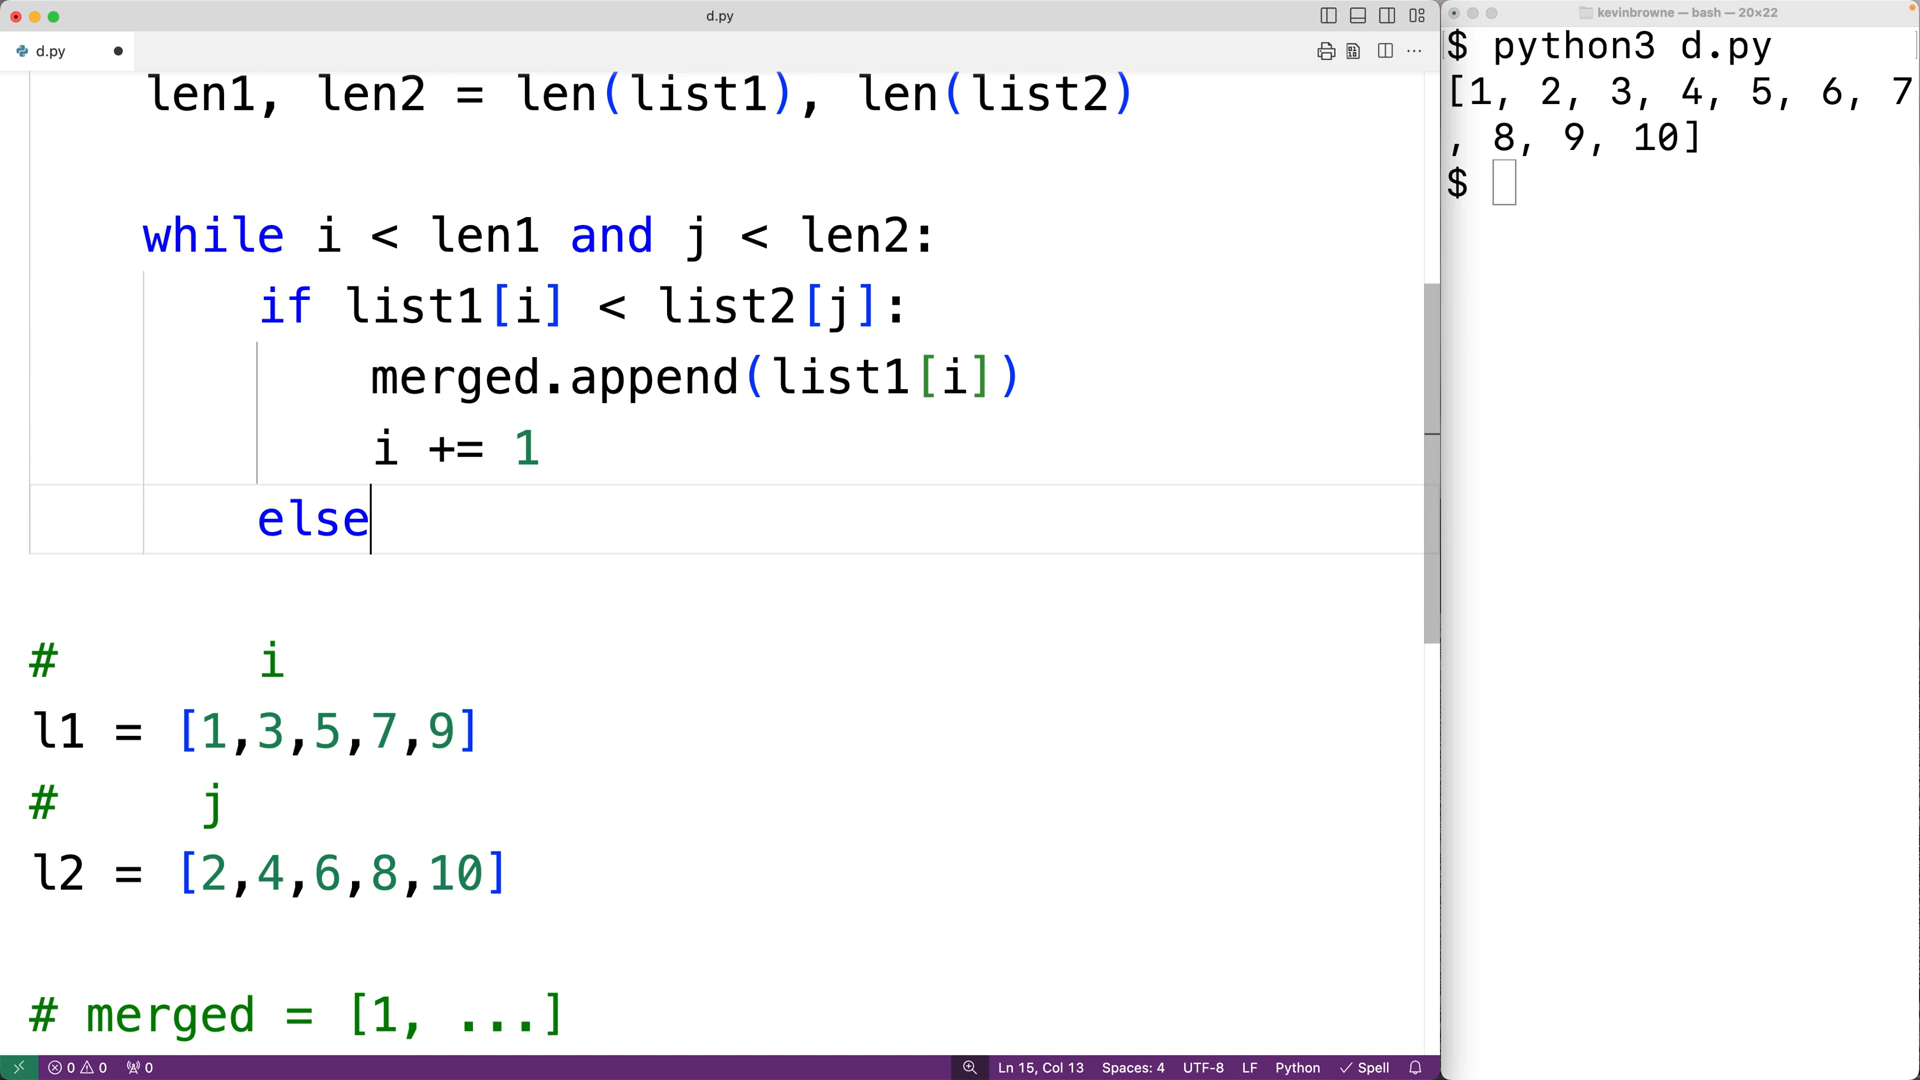 d.py
d.py
len1, len2 = len(list1), len(list2)
while i < len1 and j < len2:
if list1[i] < list2[j]:
merged.append(list1[i])
i += 1
else
# i
l1 = [1,3,5,7,9]
# j
l2 = [2,4,6,8,10]
# merged = [1, ...]
0 0 0
Ln 15, Col 13 Spaces: 4 UTF-8 LF Python Spell
kevinbrowne — bash — 20×22
$ python3 d.py
[1, 2, 3, 4, 5, 6, 7
, 8, 9, 10]
$